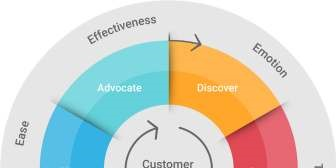 Effectiveness
Emotion
Ease
Advocate
Discover
Customer